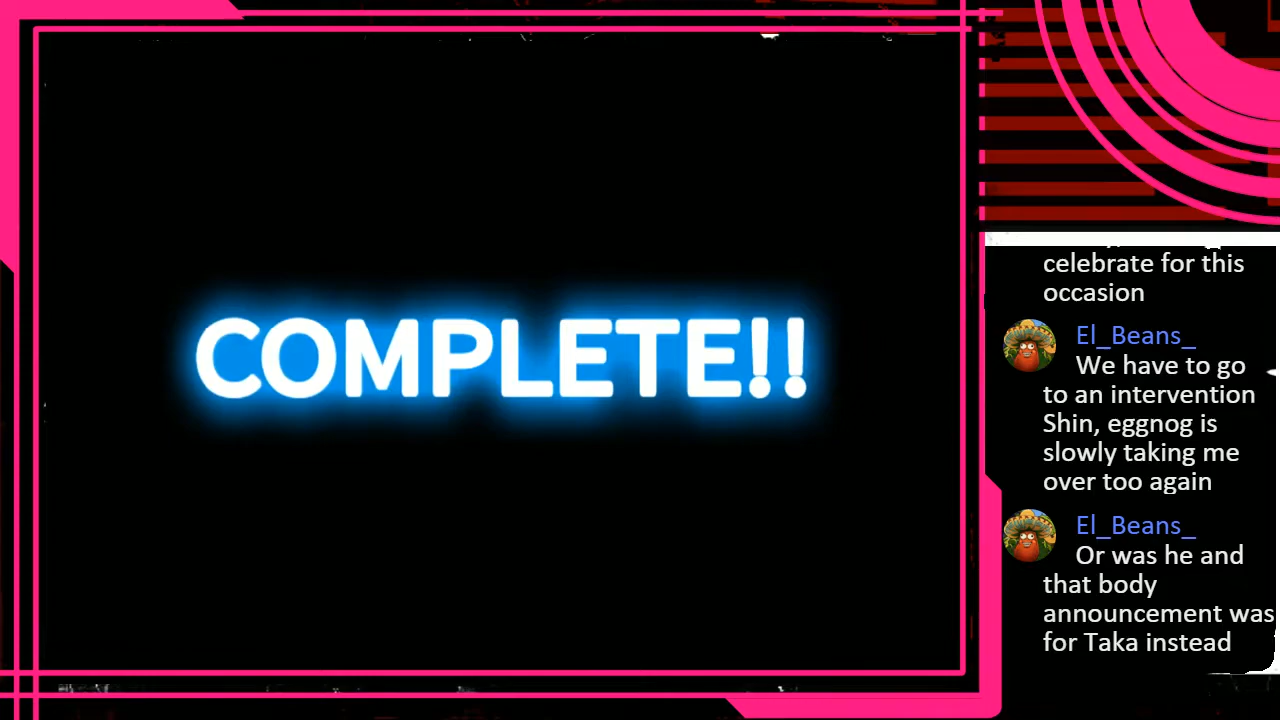 COMPLETE!!
celebrate for this
occasion
El_Beans_
We have to go
to an intervention
Shin, eggnog is
slowly taking me
over too again
El_Beans_
Or was he and
that body
announcement was
for Taka instead